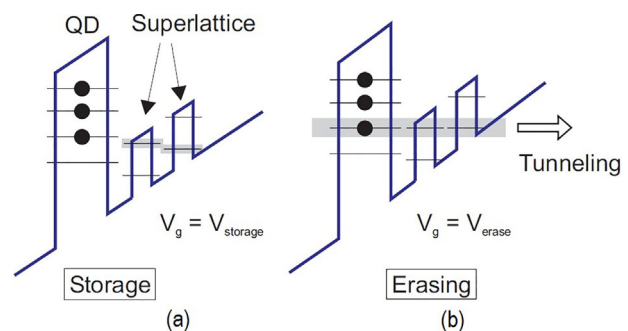 QD Superlattice
V_g = V_storage
Storage
(a)
Tunneling
V_g = V_erase
Erasing
(b)